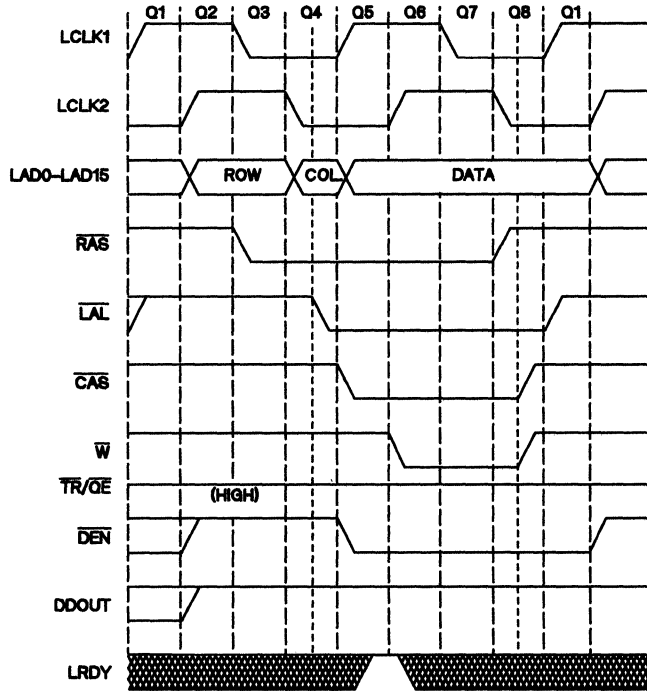 Q1 Q2 Q3 Q4 Q5 Q6 Q7 Q8 Q1
LCLK1
LCLK2
LAD0–LAD15 ROW COL DATA
RAS
LAL
CAS
W
TR/QE (HIGH)
DEN
DDOUT
LRDY